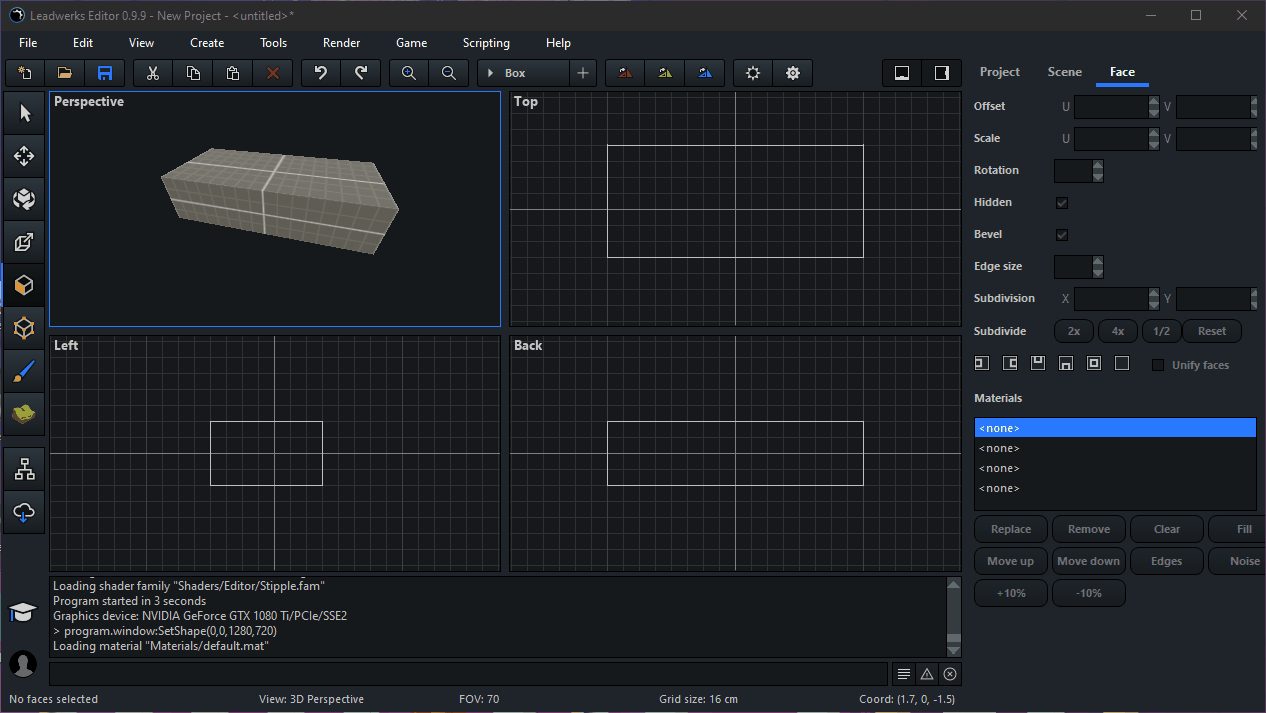 Leadwerks Editor 0.9.9 - New Project - <untitled>*
File Edit View Create Tools Render Game Scripting Help
Box
Project Scene Face
Perspective
Top
Left
Back
Offset U V
Scale U V
Rotation
Hidden
Bevel
Edge size
Subdivision X Y
Subdivide 2x 4x 1/2 Reset
Unify faces
Materials
<none>
<none>
<none>
<none>
Replace Remove Clear Fill
Move up Move down Edges Noise
+10% -10%
Loading shader family "Shaders/Editor/Stipple.fam"
Program started in 3 seconds
Graphics device: NVIDIA GeForce GTX 1080 Ti/PCIe/SSE2
> program.window:SetShape(0,0,1280,720)
Loading material "Materials/default.mat"
No faces selected View: 3D Perspective FOV: 70 Grid size: 16 cm Coord: (1.7, 0, -1.5)